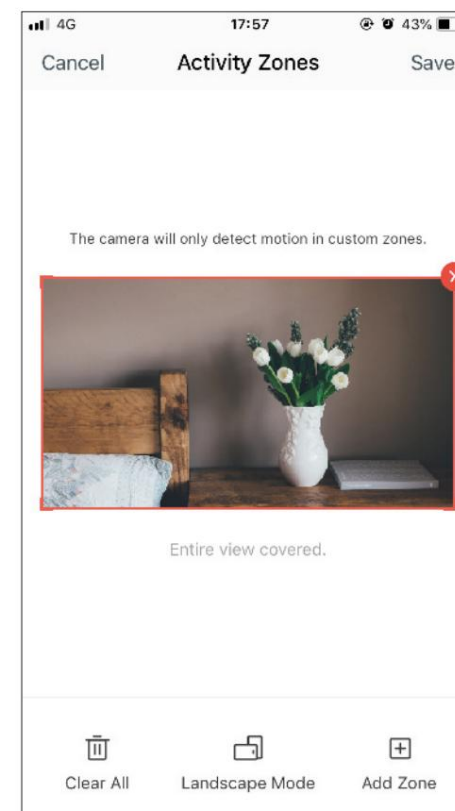 4G 17:57 43%
Cancel Activity Zones Save
The camera will only detect motion in custom zones.
Entire view covered.
Clear All Landscape Mode Add Zone